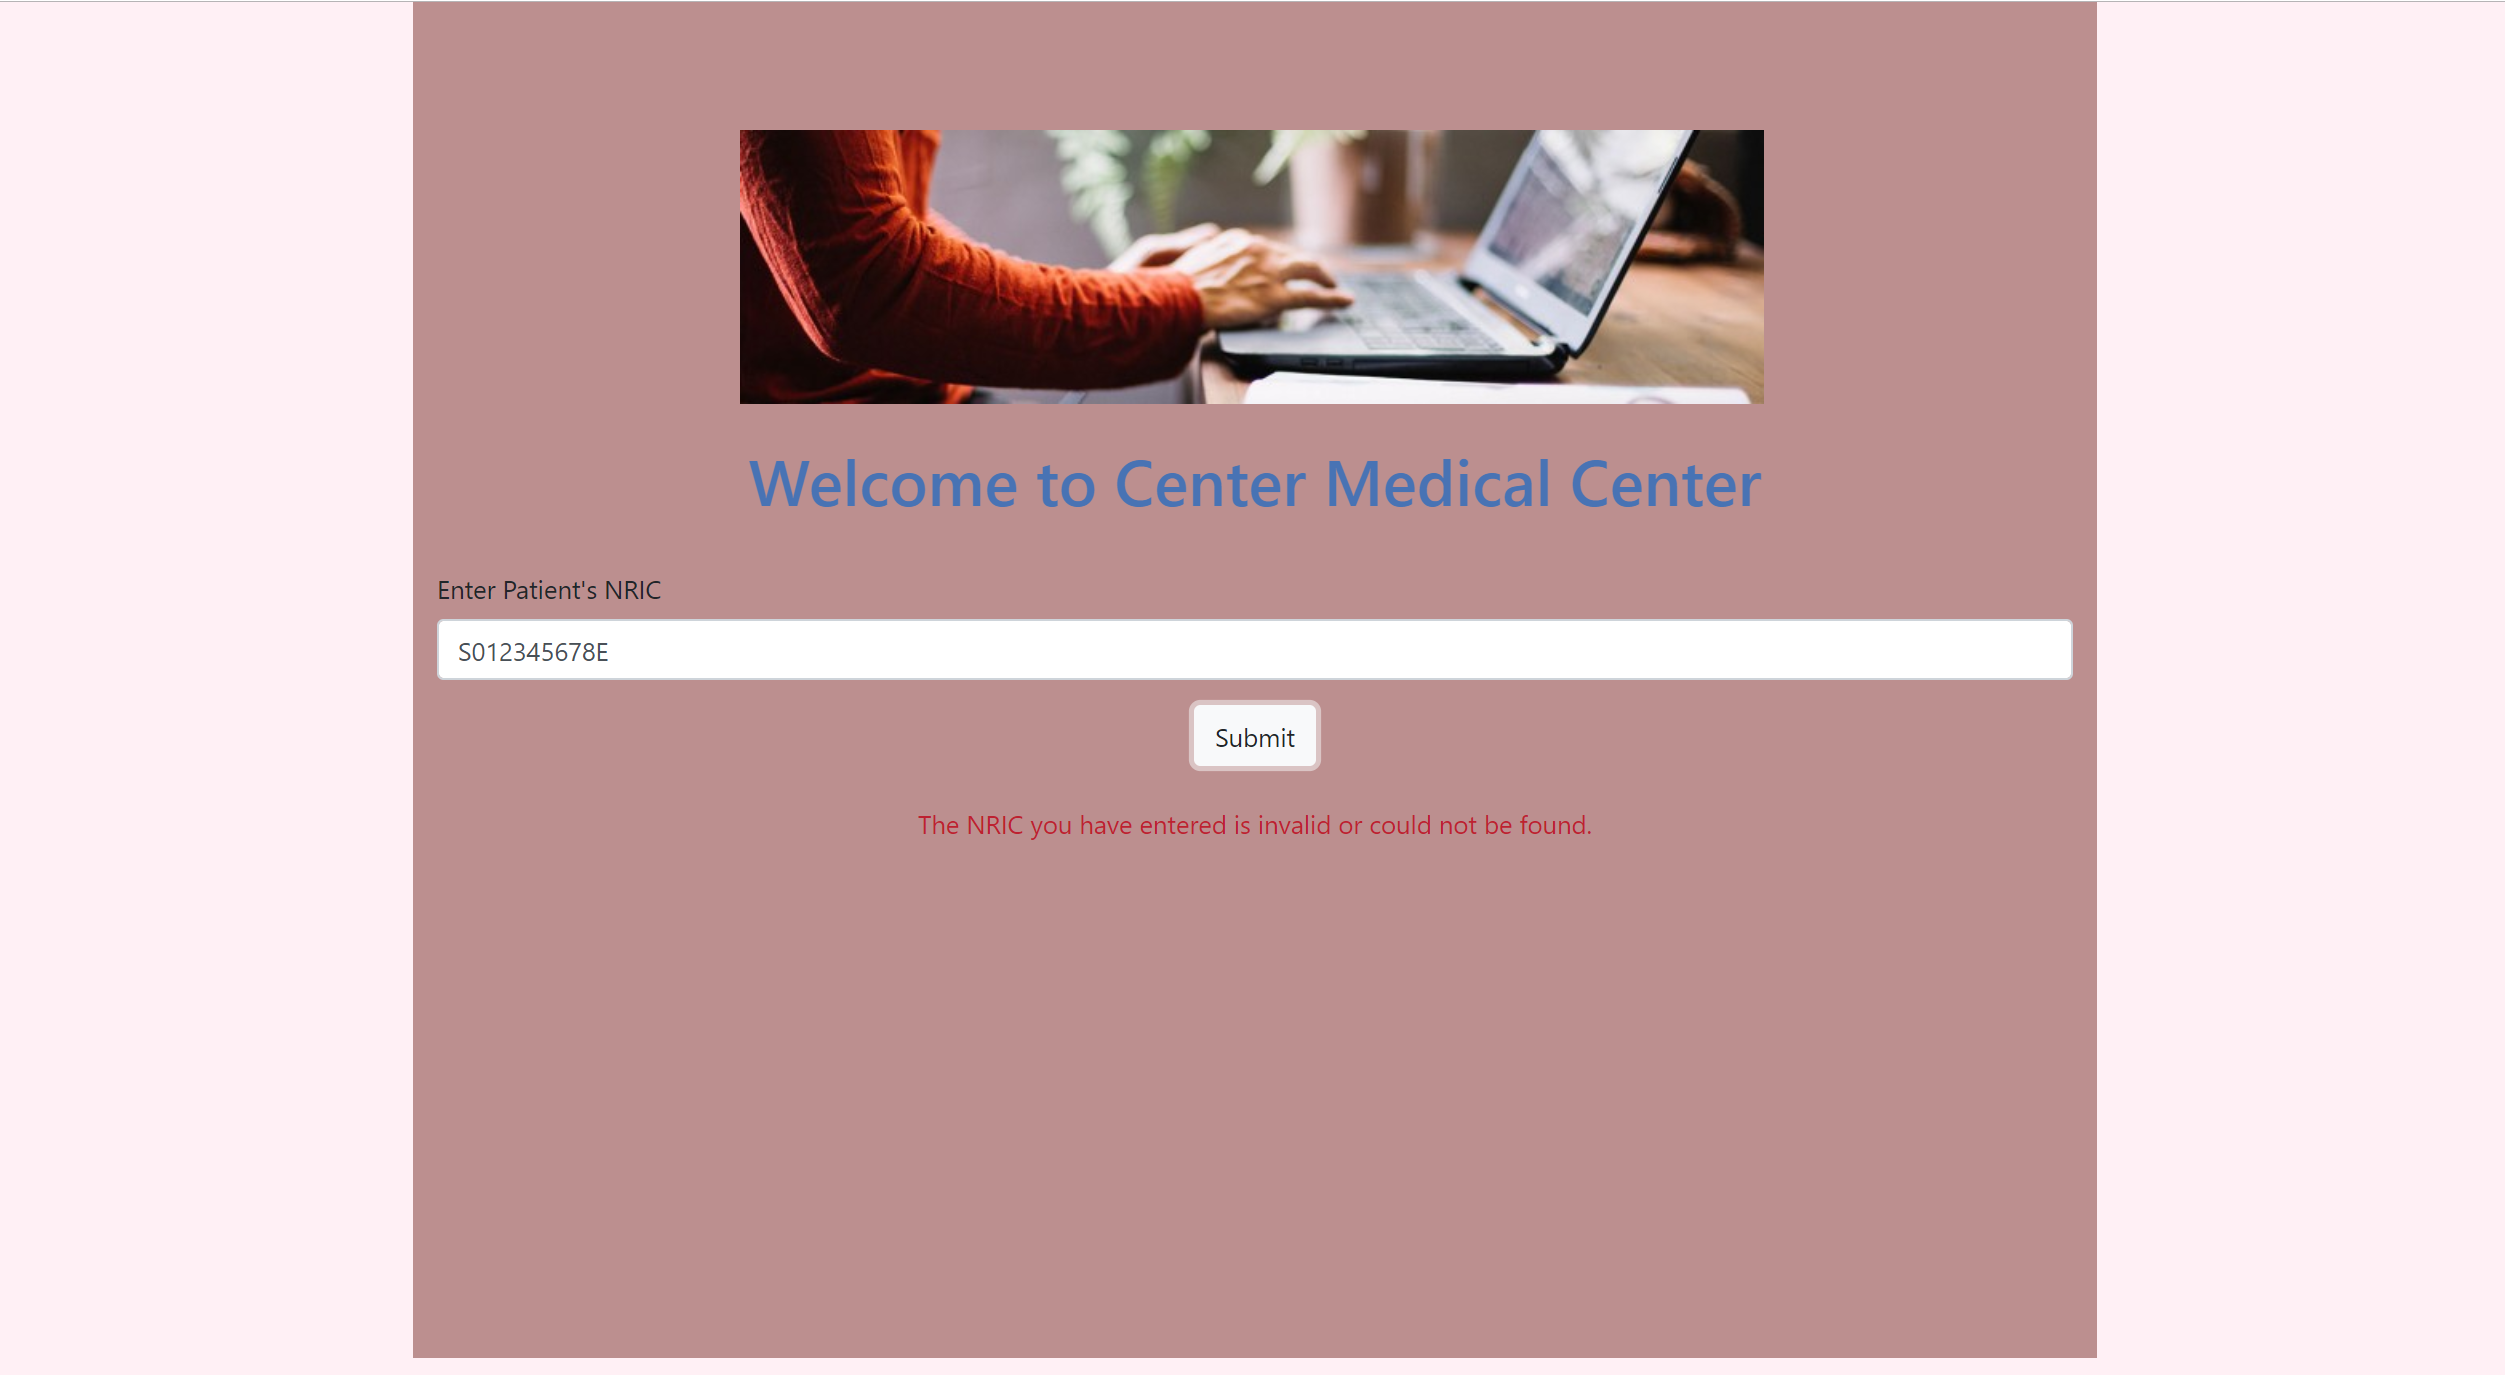 Welcome to Center Medical Center
Enter Patient's NRIC
S012345678E
Submit
The NRIC you have entered is invalid or could not be found.